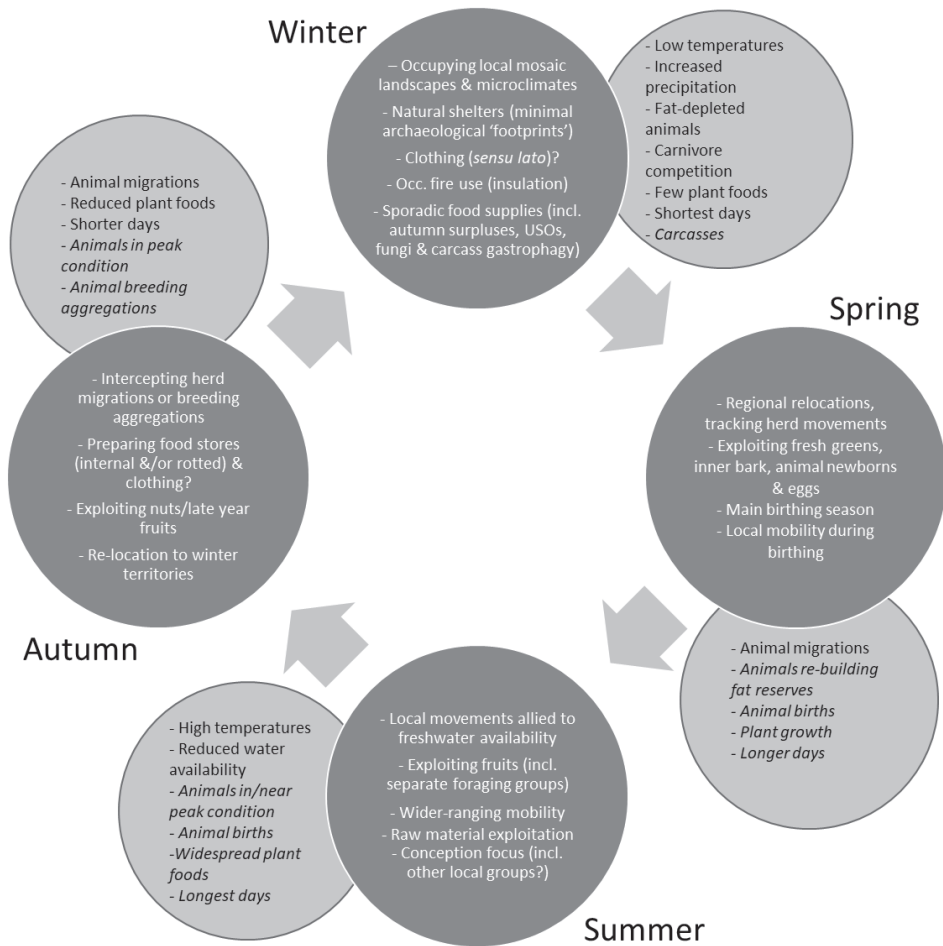 Winter
– Occupying local mosaic
landscapes & microclimates
- Natural shelters (minimal
archaeological ‘footprints’)
- Clothing (sensu lato)?
- Occ. fire use (insulation)
- Sporadic food supplies (incl.
autumn surpluses, USOs,
fungi & carcass gastrophagy)
- Low temperatures
- Increased
precipitation
- Fat-depleted
animals
- Carnivore
competition
- Few plant foods
- Shortest days
- Carcasses
Spring
- Regional relocations,
tracking herd movements
- Exploiting fresh greens,
inner bark, animal newborns
& eggs
- Main birthing season
- Local mobility during
birthing
- Animal migrations
- Animals re-building
fat reserves
- Animal births
- Plant growth
- Longer days
Summer
- Local movements allied to
freshwater availability
- Exploiting fruits (incl.
separate foraging groups)
- Wider-ranging mobility
- Raw material exploitation
- Conception focus (incl.
other local groups?)
- High temperatures
- Reduced water
availability
- Animals in/near
peak condition
- Animal births
-Widespread plant
foods
- Longest days
Autumn
- Intercepting herd
migrations or breeding
aggregations
- Preparing food stores
(internal &/or rotted) &
clothing?
- Exploiting nuts/late year
fruits
- Re-location to winter
territories
- Animal migrations
- Reduced plant foods
- Shorter days
- Animals in peak
condition
- Animal breeding
aggregations